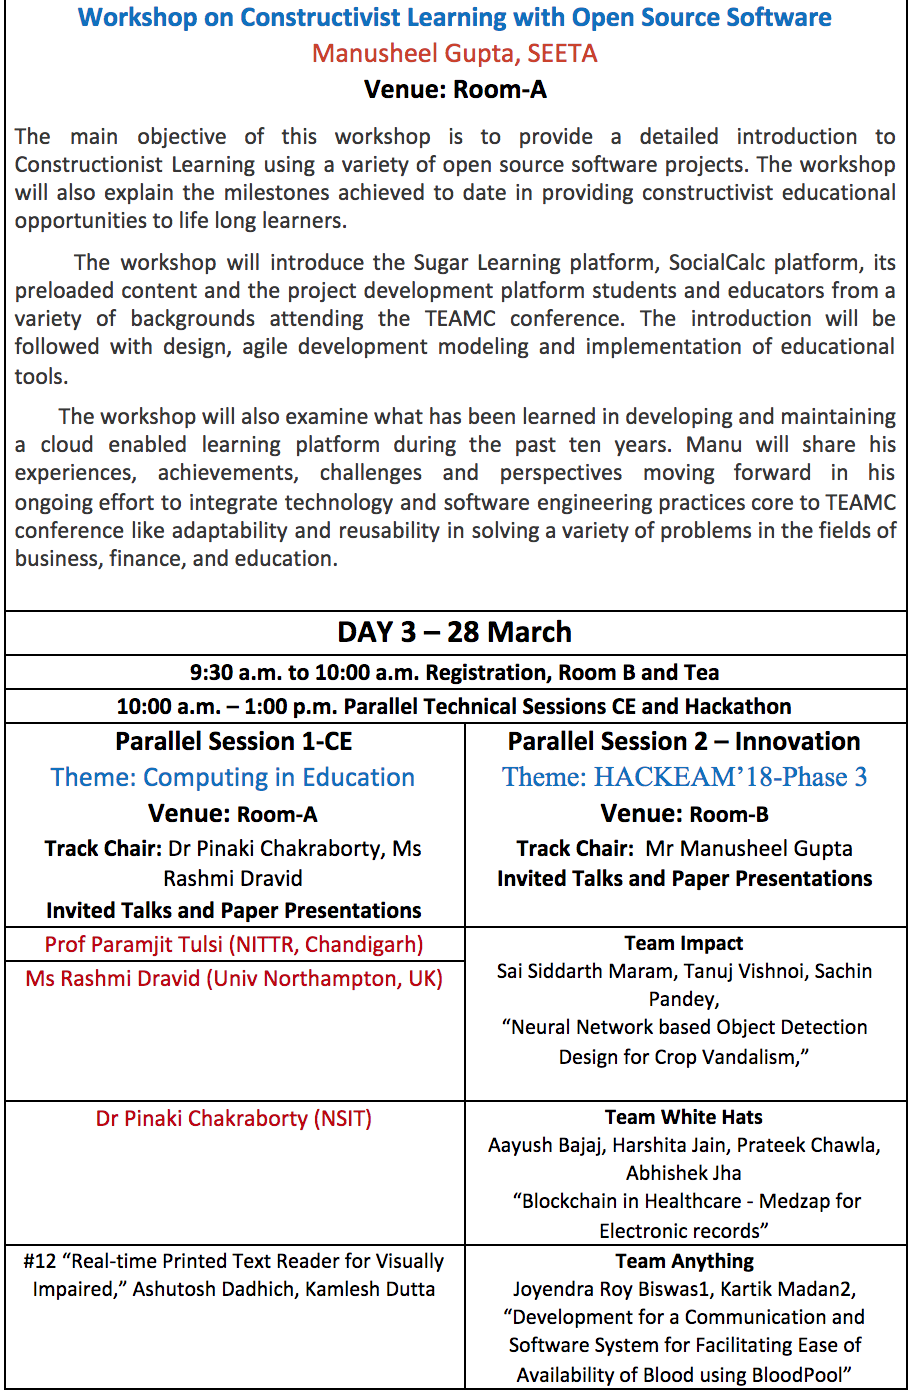 Workshop on Constructivist Learning with Open Source Software
Manusheel Gupta, SEETA
Venue: Room-A
The main objective of this workshop is to provide a detailed introduction to
Constructionist Learning using a variety of open source software projects. The workshop
will also explain the milestones achieved to date in providing constructivist educational
opportunities to life long learners.
The workshop will introduce the Sugar Learning platform, SocialCalc platform, its
preloaded content and the project development platform students and educators from a
variety of backgrounds attending the TEAMC conference. The introduction will be
followed with design, agile development modeling and implementation of educational
tools.
The workshop will also examine what has been learned in developing and maintaining
a cloud enabled learning platform during the past ten years. Manu will share his
experiences, achievements, challenges and perspectives moving forward in his
ongoing effort to integrate technology and software engineering practices core to TEAMC
conference like adaptability and reusability in solving a variety of problems in the fields of
business, finance, and education.
DAY 3 – 28 March
9:30 a.m. to 10:00 a.m. Registration, Room B and Tea
10:00 a.m. – 1:00 p.m. Parallel Technical Sessions CE and Hackathon
Parallel Session 1-CE
Theme: Computing in Education
Venue: Room-A
Track Chair: Dr Pinaki Chakraborty, Ms
Rashmi Dravid
Invited Talks and Paper Presentations
Parallel Session 2 – Innovation
Theme: HACKEAM’18-Phase 3
Venue: Room-B
Track Chair: Mr Manusheel Gupta
Invited Talks and Paper Presentations
Prof Paramjit Tulsi (NITTR, Chandigarh)
Ms Rashmi Dravid (Univ Northampton, UK)
Team Impact
Sai Siddarth Maram, Tanuj Vishnoi, Sachin
Pandey,
“Neural Network based Object Detection
Design for Crop Vandalism,”
Dr Pinaki Chakraborty (NSIT)
Team White Hats
Aayush Bajaj, Harshita Jain, Prateek Chawla,
Abhishek Jha
“Blockchain in Healthcare - Medzap for
Electronic records”
#12 “Real-time Printed Text Reader for Visually
Impaired,” Ashutosh Dadhich, Kamlesh Dutta
Team Anything
Joyendra Roy Biswas1, Kartik Madan2,
“Development for a Communication and
Software System for Facilitating Ease of
Availability of Blood using BloodPool”